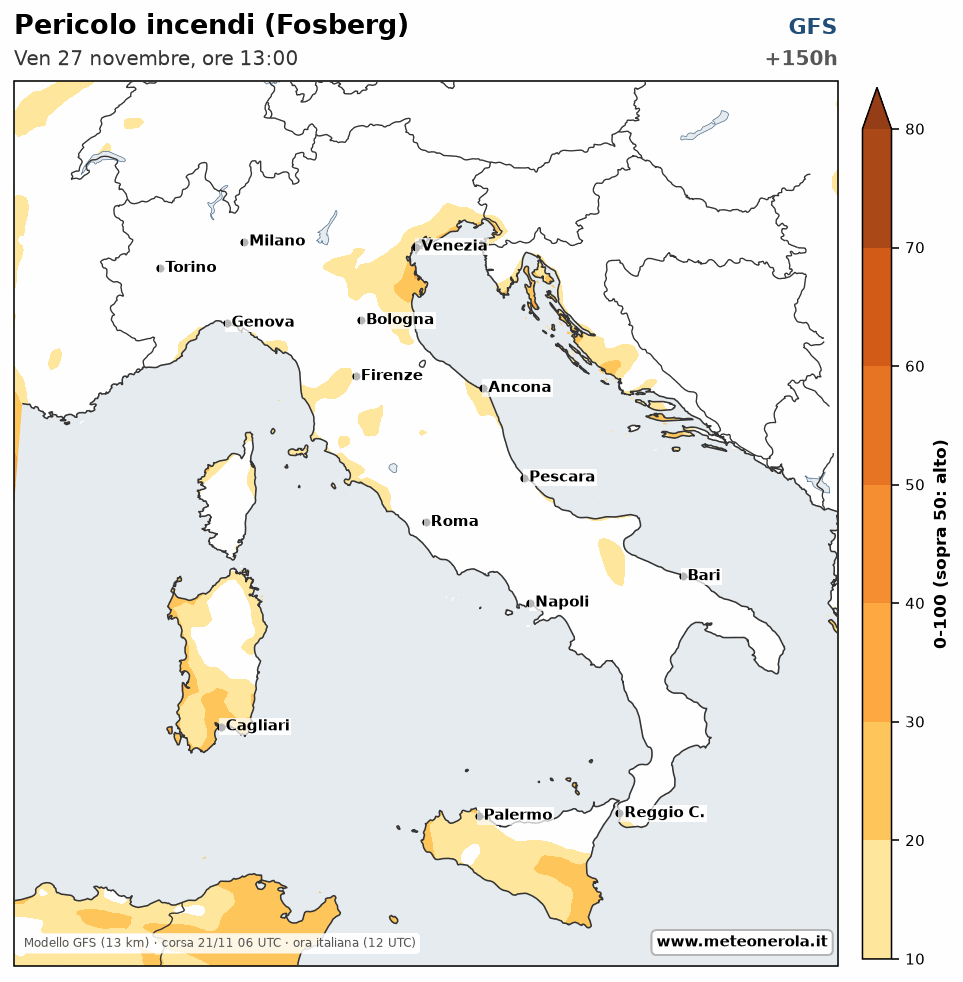 Pericolo incendi (Fosberg)
GFS
Ven 27 novembre, ore 13:00
+150h
Milano
Venezia
Torino
Genova
Bologna
Firenze
Ancona
Pescara
Roma
Bari
Napoli
Cagliari
Palermo
Reggio C.
80
70
60
50
40
30
20
10
0-100 (sopra 50: alto)
Modello GFS (13 km) · corsa 21/11 06 UTC · ora italiana (12 UTC)
www.meteonerola.it